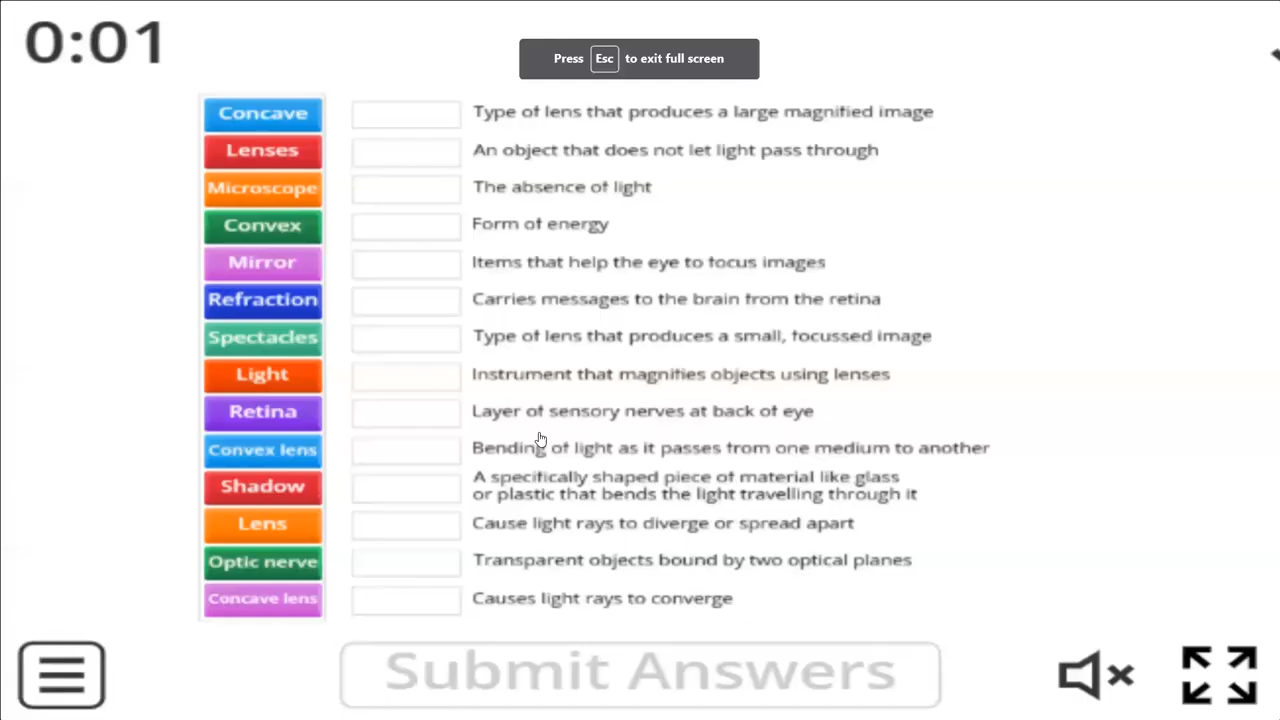 0:01
Press Esc to exit full screen
Concave
Type of lens that produces a large magnified image
Lenses
An object that does not let light pass through
Microscope
The absence of light
Convex
Form of energy
Mirror
Items that help the eye to focus images
Refraction
Carries messages to the brain from the retina
Spectacles
Type of lens that produces a small, focussed image
Light
Instrument that magnifies objects using lenses
Retina
Layer of sensory nerves at back of eye
Convex lens
Bending of light as it passes from one medium to another
Shadow
A specifically shaped piece of material like glass
or plastic that bends the light travelling through it
Lens
Cause light rays to diverge or spread apart
Optic nerve
Transparent objects bound by two optical planes
Concave lens
Causes light rays to converge
Submit Answers